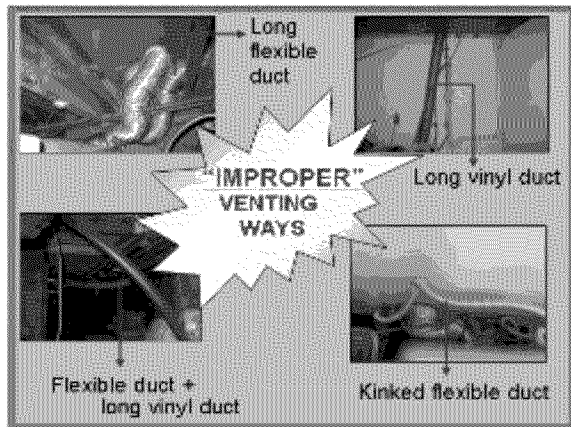 Long
flexible
duct
Long vinyl duct
"IMPROPER"
VENTING
WAYS
Flexible duct +
long vinyl duct
Kinked flexible duct